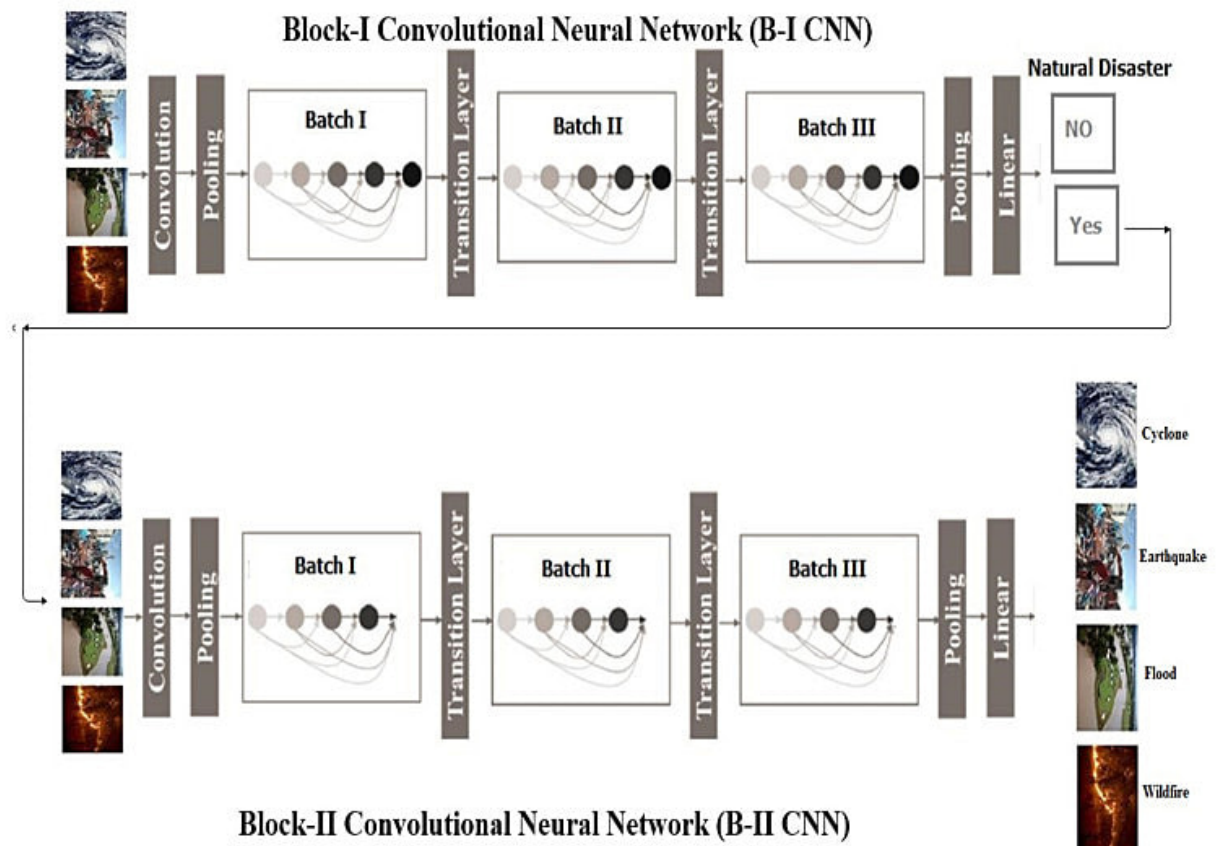 Block-I Convolutional Neural Network (B-I CNN)
Convolution
Pooling
Batch I
Transition Layer
Batch II
Transition Layer
Batch III
Pooling
Linear
Natural Disaster
NO
Yes
c
Convolution
Pooling
Batch I
Transition Layer
Batch II
Transition Layer
Batch III
Pooling
Linear
Cyclone
Earthquake
Flood
Wildfire
Block-II Convolutional Neural Network (B-II CNN)